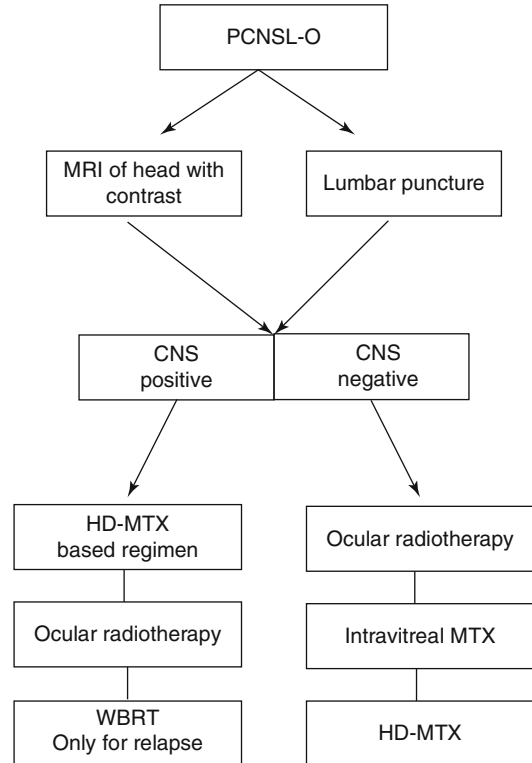 PCNSL-O
MRI of head with
contrast
Lumbar puncture
CNS
positive
CNS
negative
HD-MTX
based regimen
Ocular radiotherapy
WBRT
Only for relapse
Ocular radiotherapy
Intravitreal MTX
HD-MTX